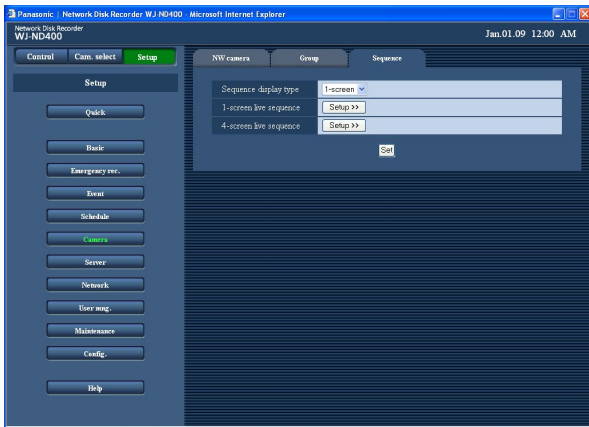 Panasonic | Network Disk Recorder WJ-ND400 - Microsoft Internet Explorer
Network Disk Recorder
WJ-ND400
Jan.01.09 12:00 AM
Control Cam. select Setup
NW camera Group Sequence
Setup
Quick
Basic
Emergency rec.
Event
Schedule
Camera
Server
Network
User mng.
Maintenance
Config.
Help
Sequence display type 1-screen
1-screen live sequence Setup >>
4-screen live sequence Setup >>
Set